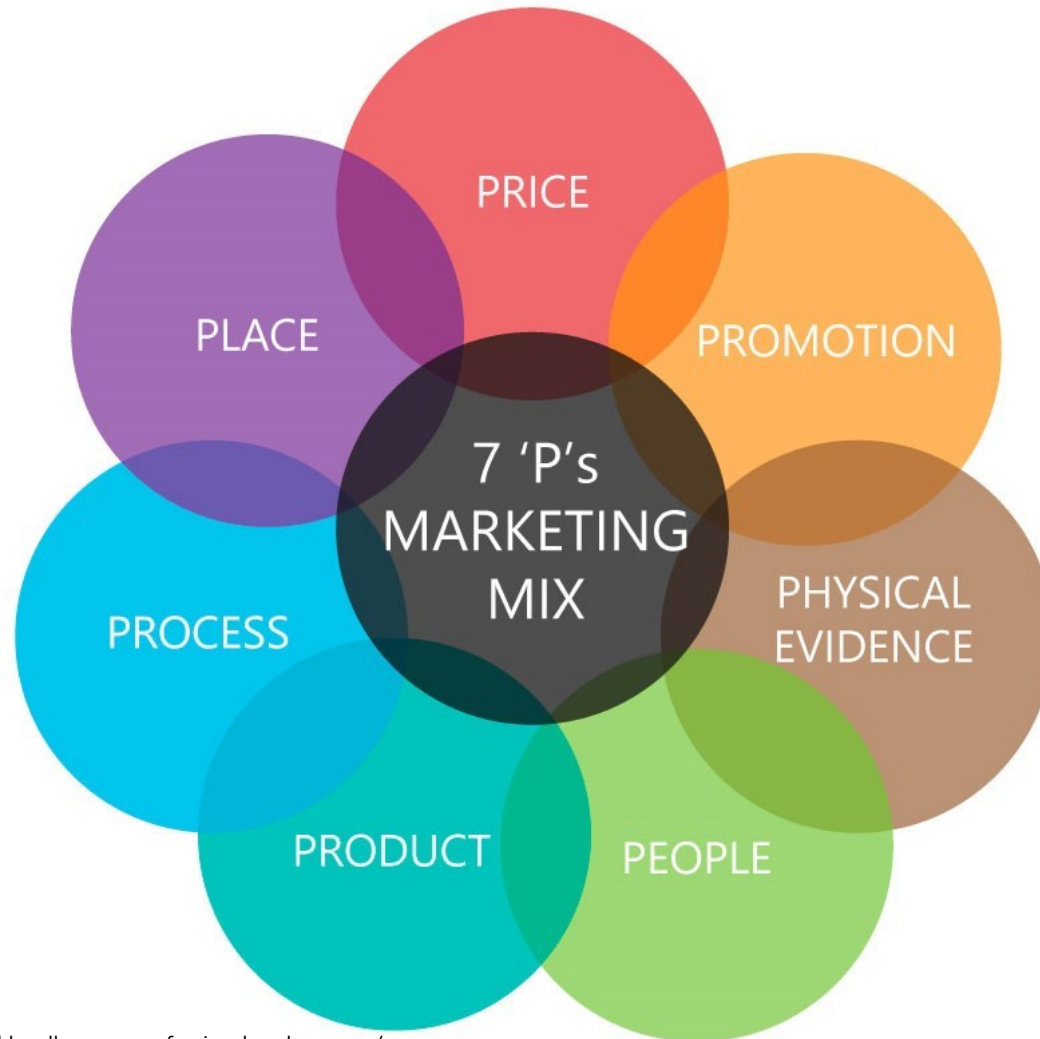 PRICE
PROMOTION
PLACE
7 ‘P’s
MARKETING
MIX
PHYSICAL
EVIDENCE
PROCESS
PRODUCT
PEOPLE